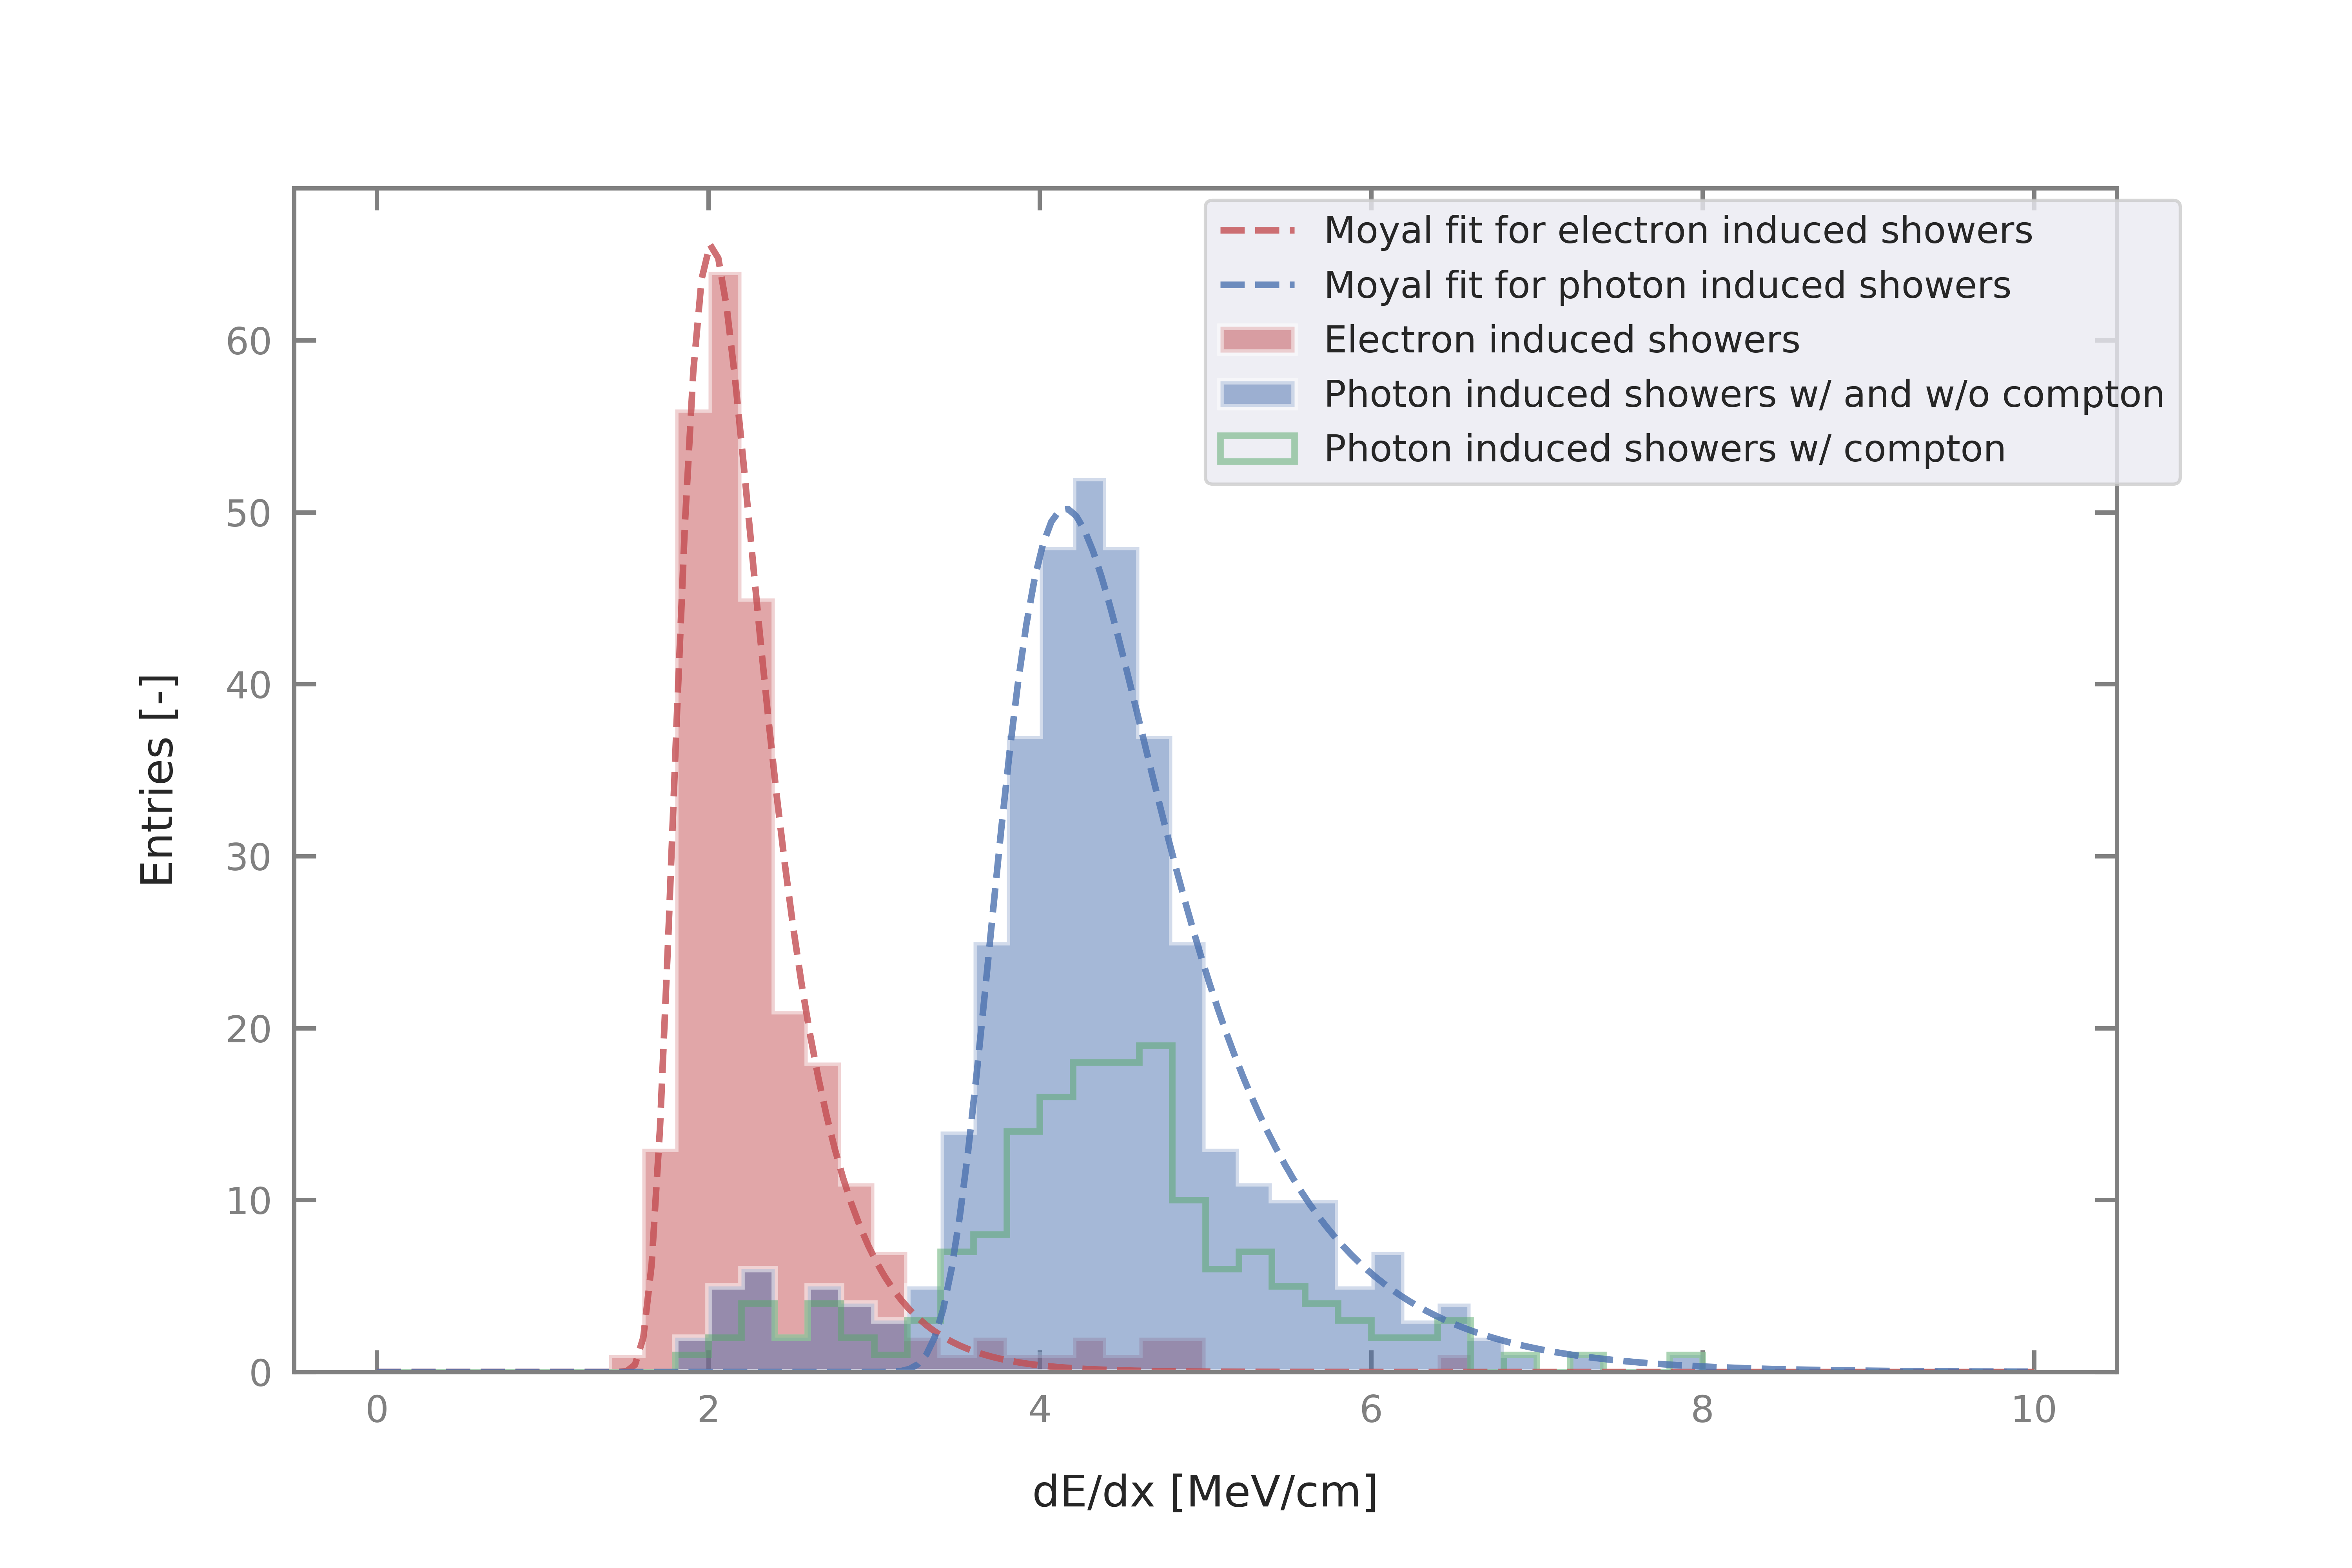 Moyal fit for electron induced showers
Moyal fit for photon induced showers
Electron induced showers
Photon induced showers w/ and w/o compton
Photon induced showers w/ compton
60
50
40
30
20
10
0
Entries [-]
0 2 4 6 8 10
dE/dx [MeV/cm]